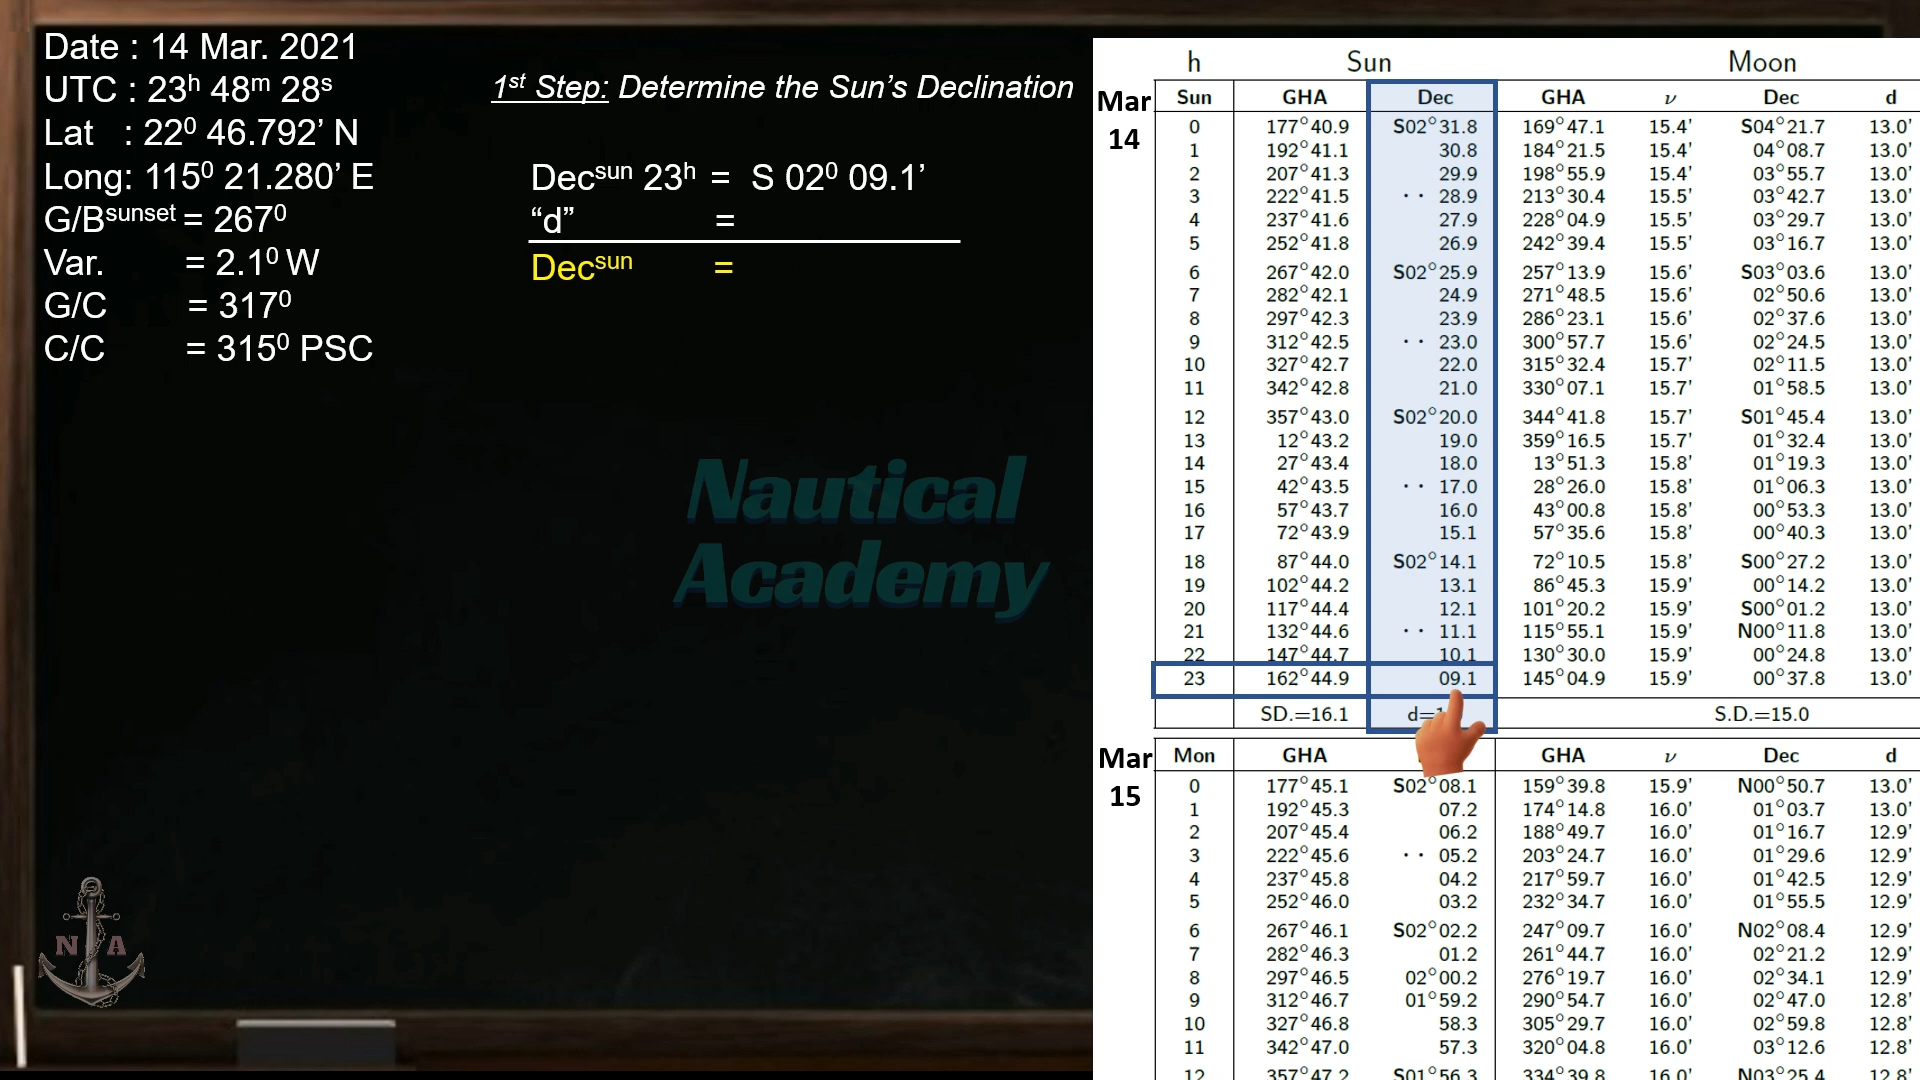 Date : 14 Mar. 2021
UTC : 23h 48m 28s
Lat : 22⁰ 46.792’ N
Long: 115⁰ 21.280’ E
G/Bsunset = 267⁰
Var. = 2.1⁰ W
G/C = 317⁰
C/C = 315⁰ PSC
1st Step: Determine the Sun’s Declination
Decsun 23h = S 02⁰ 09.1’
“d” =
Decsun =
Nautical
Academy
N A
h Sun Moon
Mar 14
Sun GHA Dec GHA ν Dec d
0 177°40.9 S02°31.8 169°47.1 15.4' S04°21.7 13.0'
1 192°41.1 30.8 184°21.5 15.4' 04°08.7 13.0'
2 207°41.3 29.9 198°55.9 15.4' 03°55.7 13.0'
3 222°41.5 ·· 28.9 213°30.4 15.5' 03°42.7 13.0'
4 237°41.6 27.9 228°04.9 15.5' 03°29.7 13.0'
5 252°41.8 26.9 242°39.4 15.5' 03°16.7 13.0'
6 267°42.0 S02°25.9 257°13.9 15.6' S03°03.6 13.0'
7 282°42.1 24.9 271°48.5 15.6' 02°50.6 13.0'
8 297°42.3 23.9 286°23.1 15.6' 02°37.6 13.0'
9 312°42.5 ·· 23.0 300°57.7 15.6' 02°24.5 13.0'
10 327°42.7 22.0 315°32.4 15.7' 02°11.5 13.0'
11 342°42.8 21.0 330°07.1 15.7' 01°58.5 13.0'
12 357°43.0 S02°20.0 344°41.8 15.7' S01°45.4 13.0'
13 12°43.2 19.0 359°16.5 15.7' 01°32.4 13.0'
14 27°43.4 18.0 13°51.3 15.8' 01°19.3 13.0'
15 42°43.5 ·· 17.0 28°26.0 15.8' 01°06.3 13.0'
16 57°43.7 16.0 43°00.8 15.8' 00°53.3 13.0'
17 72°43.9 15.1 57°35.6 15.8' 00°40.3 13.0'
18 87°44.0 S02°14.1 72°10.5 15.8' S00°27.2 13.0'
19 102°44.2 13.1 86°45.3 15.9' 00°14.2 13.0'
20 117°44.4 12.1 101°20.2 15.9' S00°01.2 13.0'
21 132°44.6 ·· 11.1 115°55.1 15.9' N00°11.8 13.0'
22 147°44.7 10.1 130°30.0 15.9' 00°24.8 13.0'
23 162°44.9 09.1 145°04.9 15.9' 00°37.8 13.0'
SD.=16.1 d= S.D.=15.0
Mar 15
Mon GHA GHA ν Dec d
0 177°45.1 S02°08.1 159°39.8 15.9' N00°50.7 13.0'
1 192°45.3 07.2 174°14.8 16.0' 01°03.7 13.0'
2 207°45.4 06.2 188°49.7 16.0' 01°16.7 12.9'
3 222°45.6 ·· 05.2 203°24.7 16.0' 01°29.6 12.9'
4 237°45.8 04.2 217°59.7 16.0' 01°42.5 12.9'
5 252°46.0 03.2 232°34.7 16.0' 01°55.5 12.9'
6 267°46.1 S02°02.2 247°09.7 16.0' N02°08.4 12.9'
7 282°46.3 01.2 261°44.7 16.0' 02°21.2 12.9'
8 297°46.5 02°00.2 276°19.7 16.0' 02°34.1 12.9'
9 312°46.7 01°59.2 290°54.7 16.0' 02°47.0 12.8'
10 327°46.8 58.3 305°29.7 16.0' 02°59.8 12.8'
11 342°47.0 57.3 320°04.8 16.0' 03°12.6 12.8'
12 357°47.2 S01°56.3 334°39.8 16.0' N03°25.4 12.8'